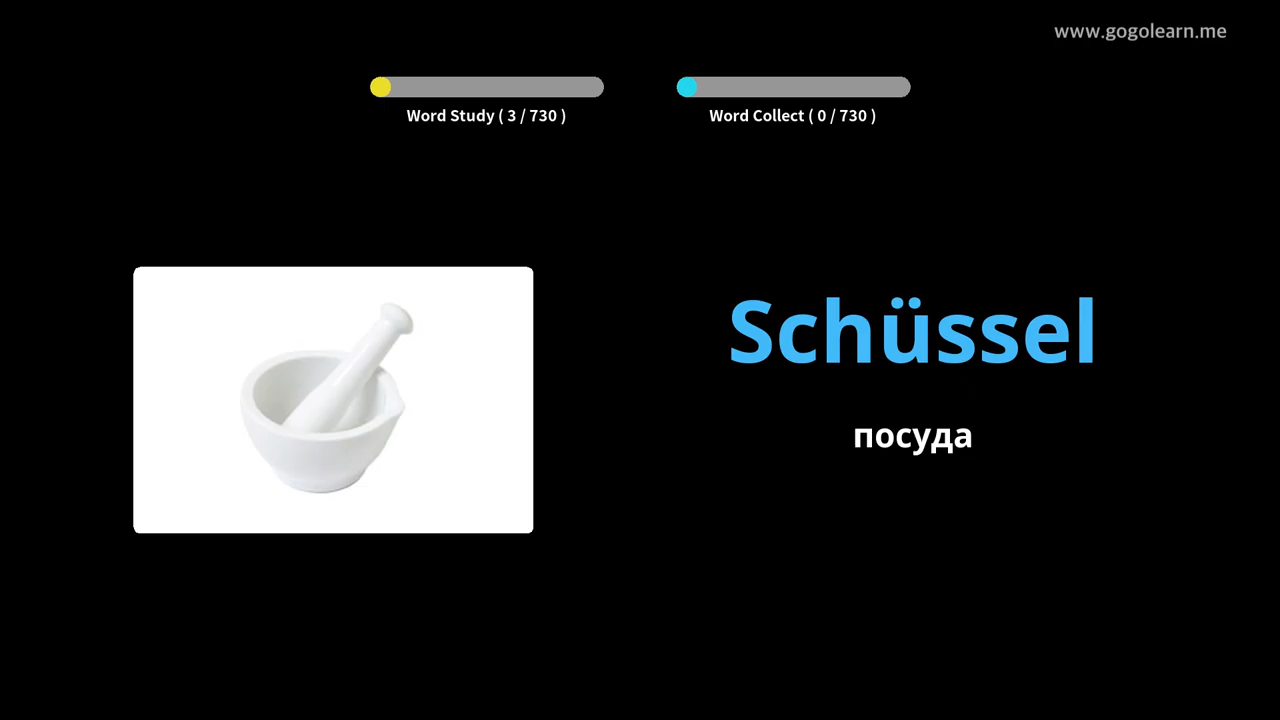 www.gogolearn.me
Word Study ( 3 / 730 )
Word Collect ( 0 / 730 )
Schüssel
посуда